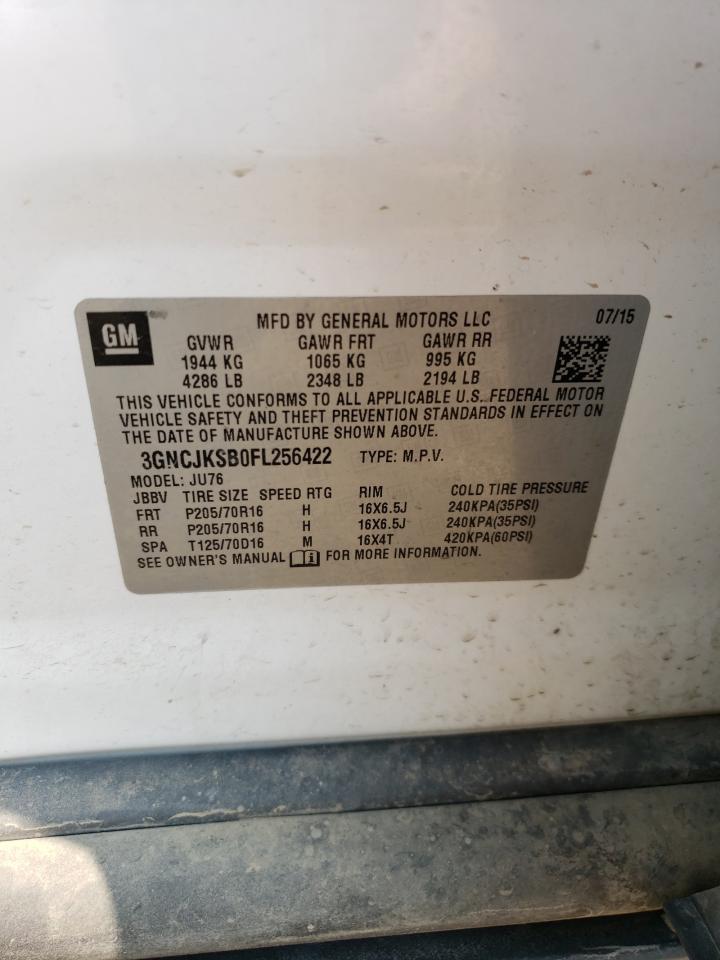 GM
MFD BY GENERAL MOTORS LLC 07/15
GVWR GAWR FRT GAWR RR
1944 KG 1065 KG 995 KG
4286 LB 2348 LB 2194 LB
THIS VEHICLE CONFORMS TO ALL APPLICABLE U.S. FEDERAL MOTOR
VEHICLE SAFETY AND THEFT PREVENTION STANDARDS IN EFFECT ON
THE DATE OF MANUFACTURE SHOWN ABOVE.
3GNCJKSB0FL256422 TYPE: M.P.V.
MODEL: JU76
JBBV TIRE SIZE SPEED RTG RIM COLD TIRE PRESSURE
FRT P205/70R16 H 16X6.5J 240KPA(35PSI)
RR P205/70R16 H 16X6.5J 240KPA(35PSI)
SPA T125/70D16 M 16X4T 420KPA(60PSI)
SEE OWNER'S MANUAL i FOR MORE INFORMATION.